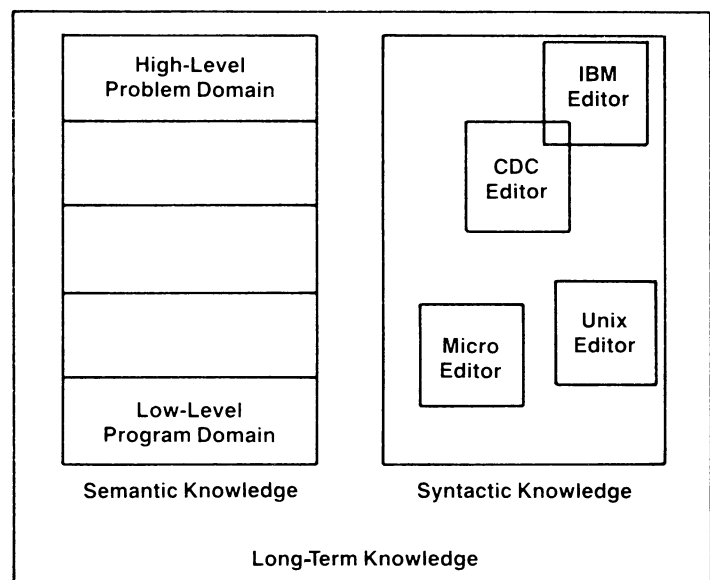 High-Level
Problem Domain
Low-Level
Program Domain
Semantic Knowledge
IBM
Editor
CDC
Editor
Micro
Editor
Unix
Editor
Syntactic Knowledge
Long-Term Knowledge